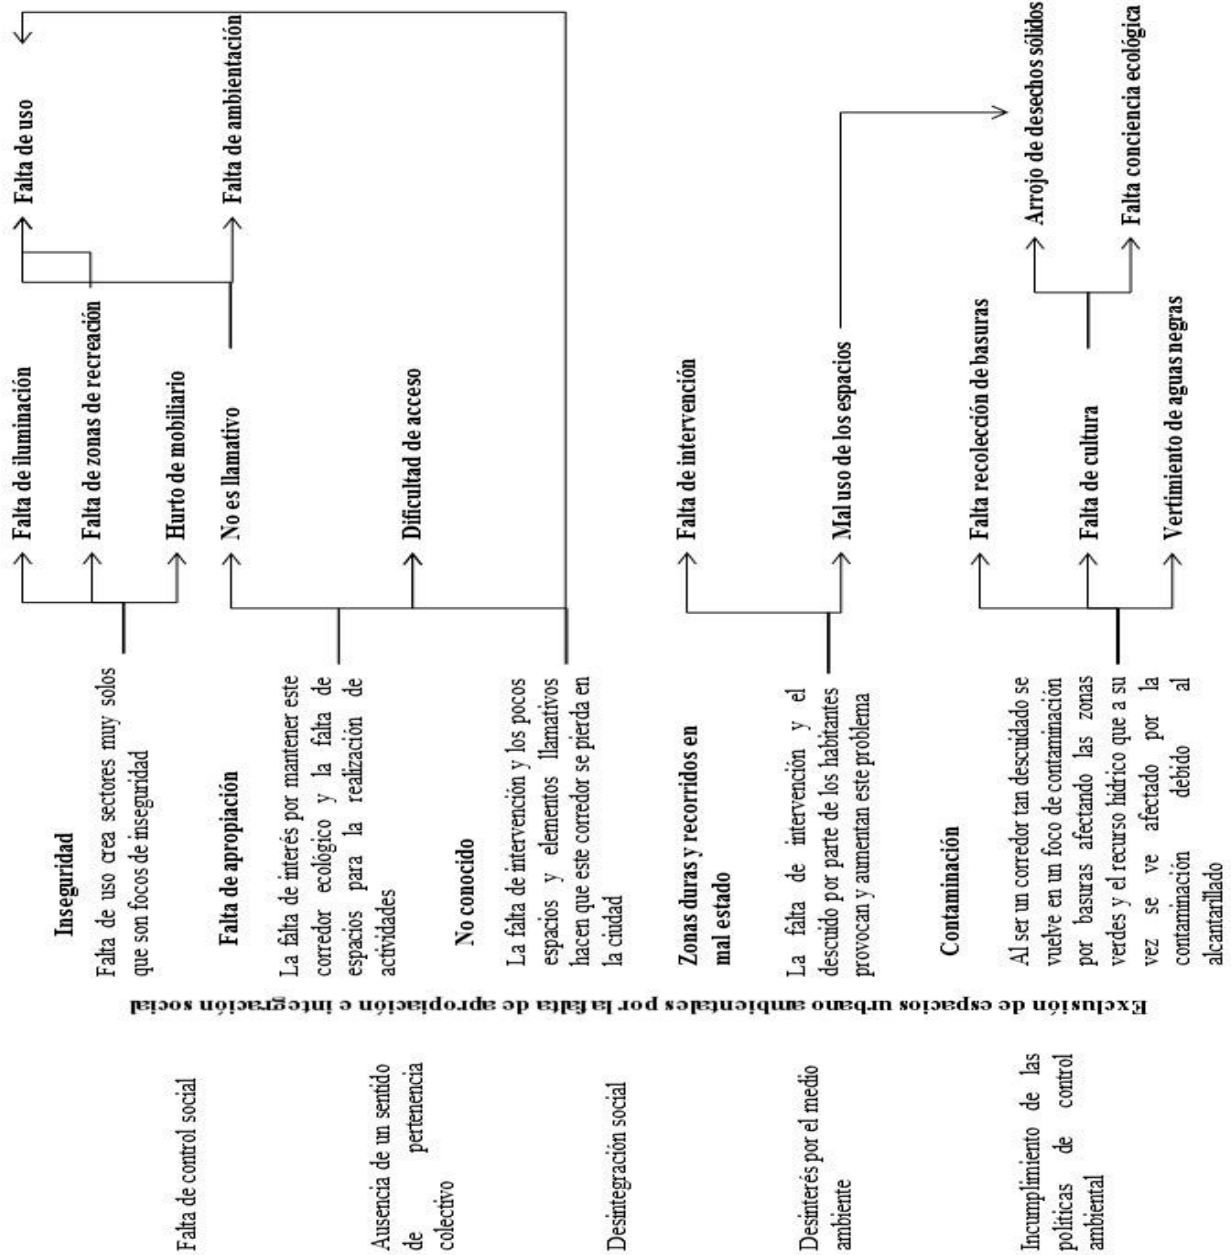 Falta de control social
Ausencia de un sentido
de pertenencia
colectivo
Desintegración social
Desinterés por el medio
ambiente
Incumplimiento de las
políticas de control
ambiental
Exclusión de espacios urbano ambientales por la falta de apropiación e integración social
Inseguridad
Falta de uso crea sectores muy solos
que son focos de inseguridad
Falta de apropiación
La falta de interés por mantener este
corredor ecológico y la falta de
espacios para la realización de
actividades
No conocido
La falta de intervención y los pocos
espacios y elementos llamativos
hacen que este corredor se pierda en
la ciudad
Zonas duras y recorridos en
mal estado
La falta de intervención y el
descuido por parte de los habitantes
provocan y aumentan este problema
Contaminación
Al ser un corredor tan descuidado se
vuelve en un foco de contaminación
por basuras afectando las zonas
verdes y el recurso hídrico que a su
vez se ve afectado por la
contaminación debido al
alcantarillado
Falta de iluminación
Falta de zonas de recreación
Hurto de mobiliario
No es llamativo
Dificultad de acceso
Falta de intervención
Mal uso de los espacios
Falta recolección de basuras
Falta de cultura
Vertimiento de aguas negras
Falta de uso
Falta de ambientación
Arrojo de desechos sólidos
Falta conciencia ecológica